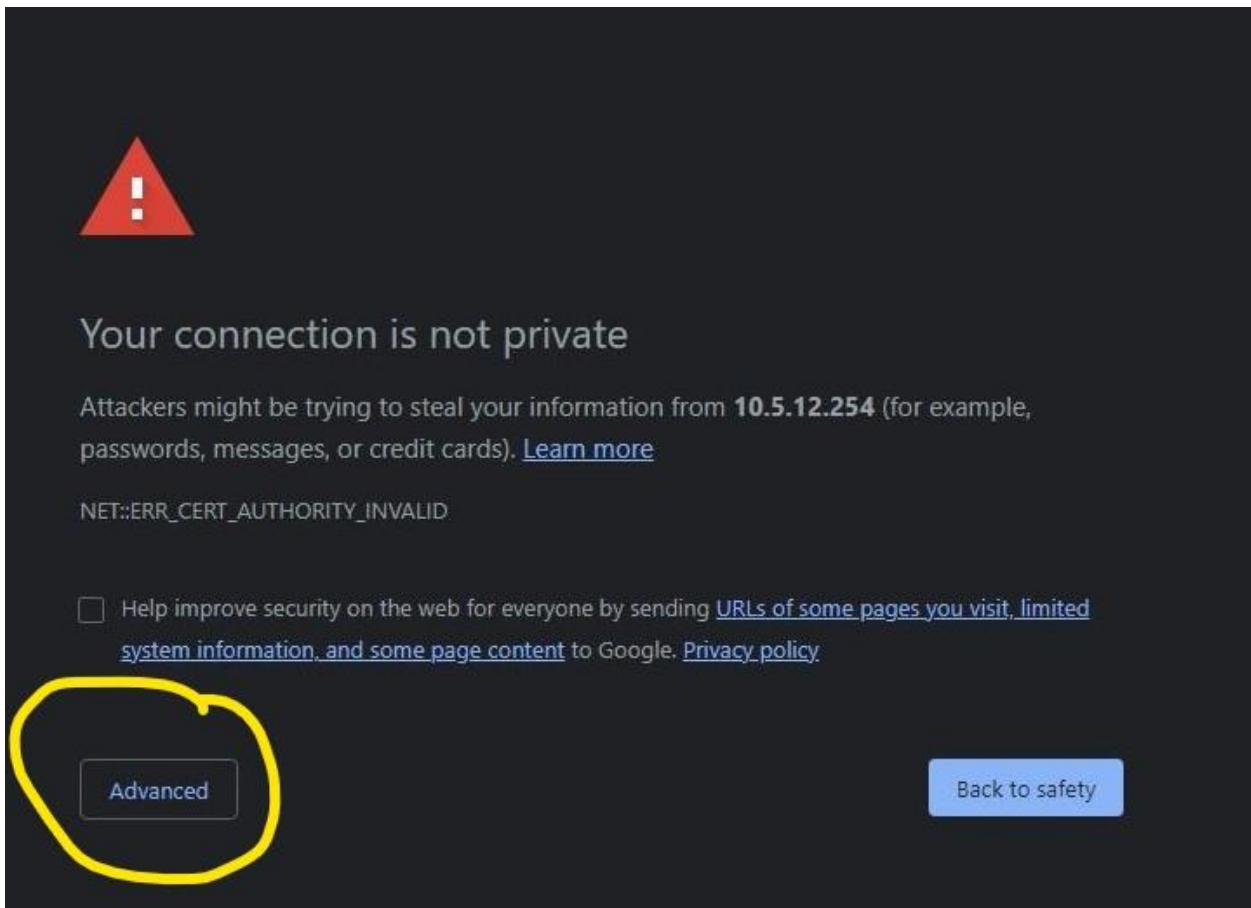 Your connection is not private
Attackers might be trying to steal your information from 10.5.12.254 (for example,
passwords, messages, or credit cards). Learn more
NET::ERR_CERT_AUTHORITY_INVALID
Help improve security on the web for everyone by sending URLs of some pages you visit, limited
system information, and some page content to Google. Privacy policy
Advanced
Back to safety